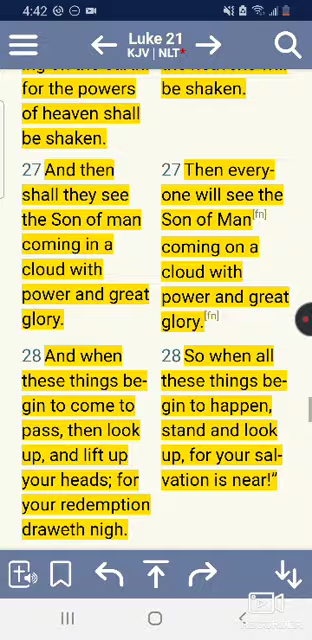 4:42
Luke 21
KJV | NLT*
for the powers
of heaven shall
be shaken.
27 And then
shall they see
the Son of man
coming in a
cloud with
power and great
glory.
28 And when
these things be-
gin to come to
pass, then look
up, and lift up
your heads; for
your redemption
draweth nigh.
be shaken.
27 Then every-
one will see the
Son of Man[fn]
coming on a
cloud with
power and great
glory.[fn]
28 So when all
these things be-
gin to happen,
stand and look
up, for your sal-
vation is near!”